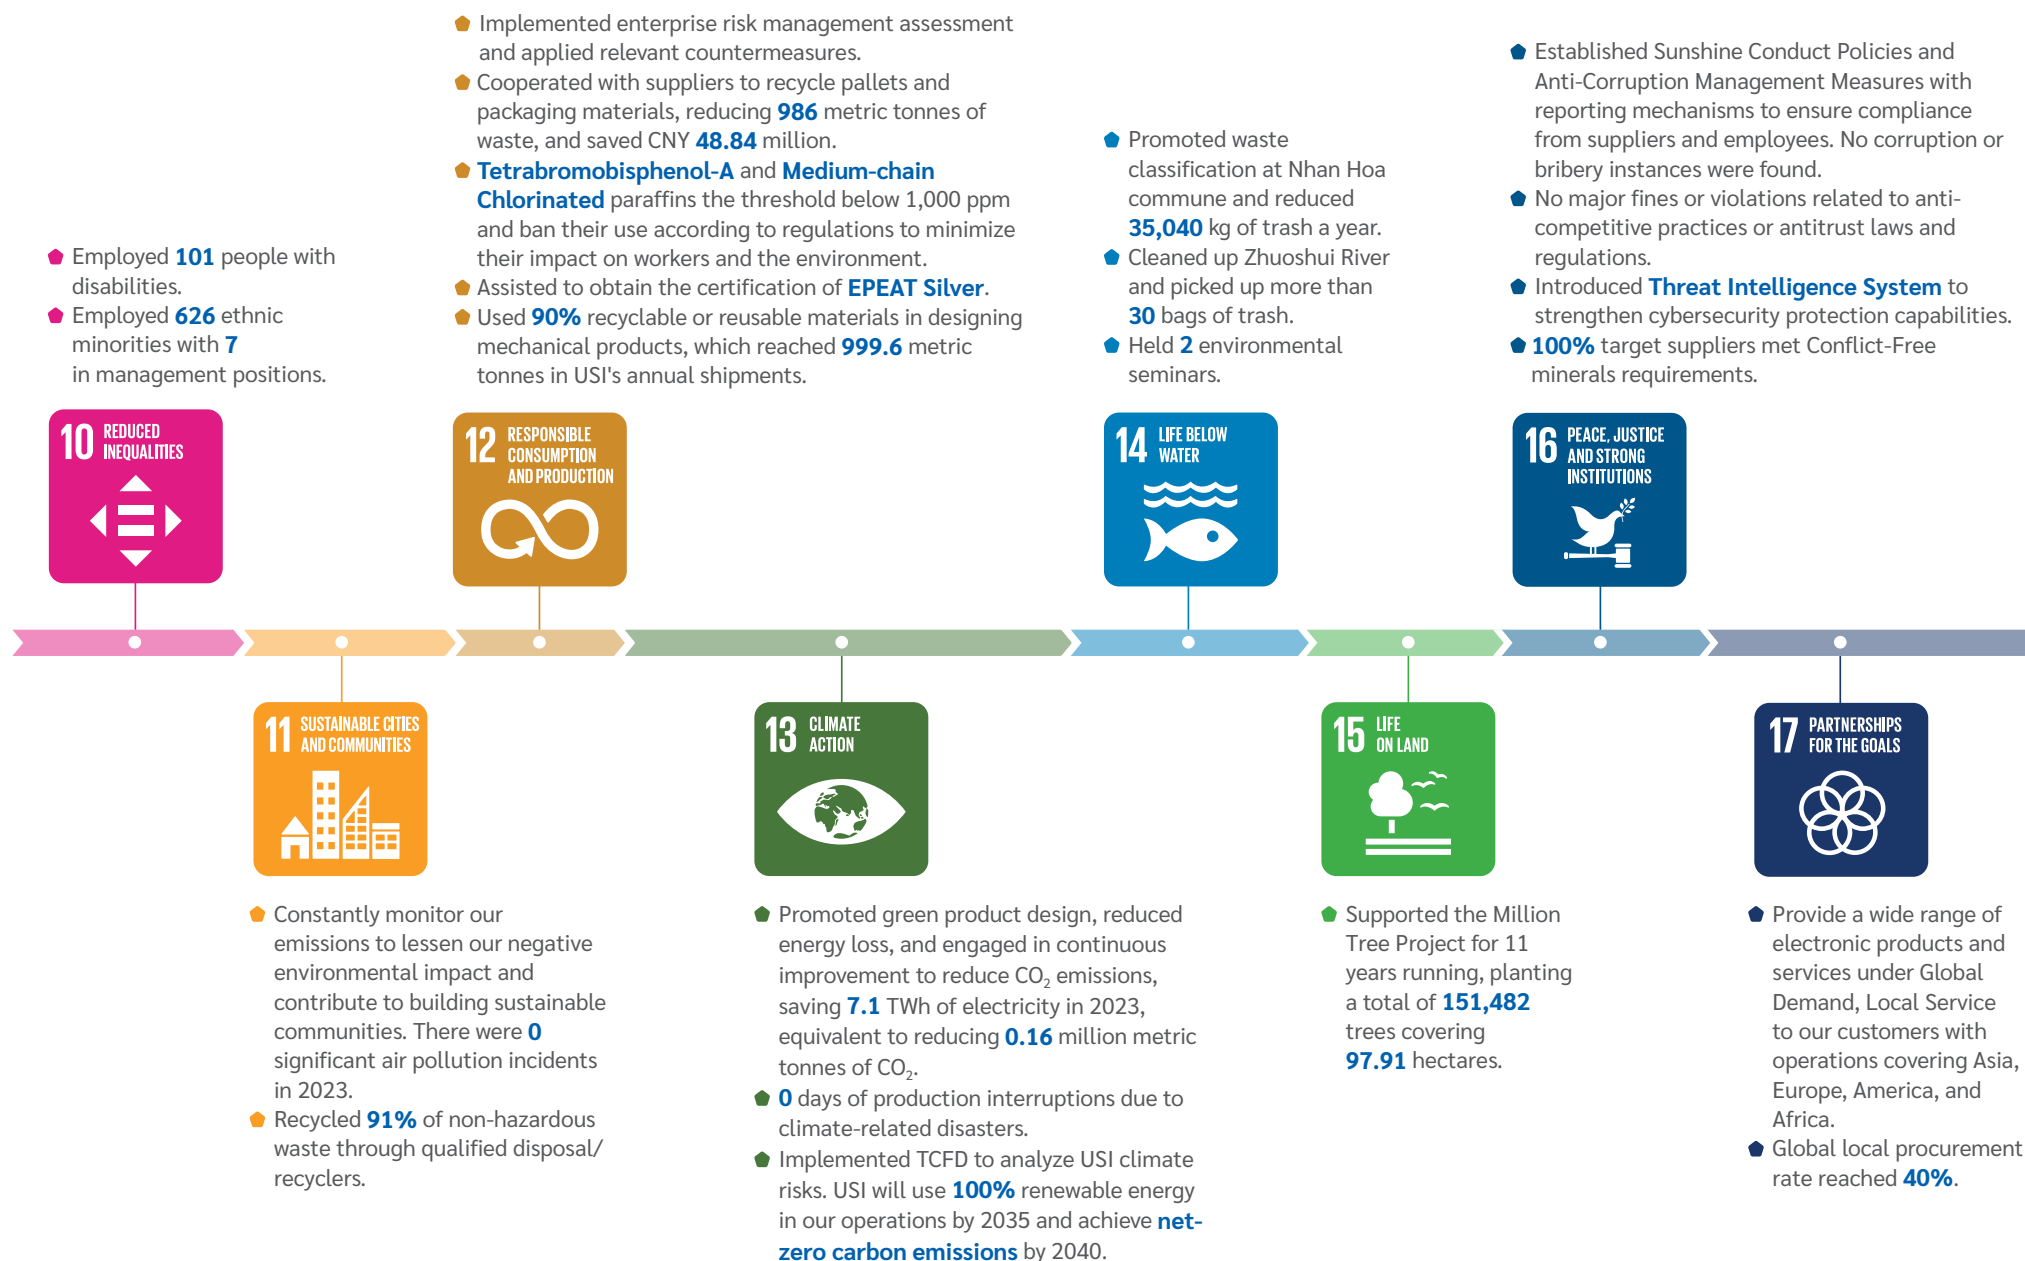 Employed 101 people with
disabilities.
Employed 626 ethnic
minorities with 7
in management positions.
10 REDUCED
INEQUALITIES
Implemented enterprise risk management assessment
and applied relevant countermeasures.
Cooperated with suppliers to recycle pallets and
packaging materials, reducing 986 metric tonnes of
waste, and saved CNY 48.84 million.
Tetrabromobisphenol-A and Medium-chain
Chlorinated paraffins the threshold below 1,000 ppm
and ban their use according to regulations to minimize
their impact on workers and the environment.
Assisted to obtain the certification of EPEAT Silver.
Used 90% recyclable or reusable materials in designing
mechanical products, which reached 999.6 metric
tonnes in USI's annual shipments.
12 RESPONSIBLE
CONSUMPTION
AND PRODUCTION
Promoted waste
classification at Nhan Hoa
commune and reduced
35,040 kg of trash a year.
Cleaned up Zhuoshui River
and picked up more than
30 bags of trash.
Held 2 environmental
seminars.
14 LIFE BELOW
WATER
Established Sunshine Conduct Policies and
Anti-Corruption Management Measures with
reporting mechanisms to ensure compliance
from suppliers and employees. No corruption or
bribery instances were found.
No major fines or violations related to anti-
competitive practices or antitrust laws and
regulations.
Introduced Threat Intelligence System to
strengthen cybersecurity protection capabilities.
100% target suppliers met Conflict-Free
minerals requirements.
16 PEACE, JUSTICE
AND STRONG
INSTITUTIONS
11 SUSTAINABLE CITIES
AND COMMUNITIES
Constantly monitor our
emissions to lessen our negative
environmental impact and
contribute to building sustainable
communities. There were 0
significant air pollution incidents
in 2023.
Recycled 91% of non-hazardous
waste through qualified disposal/
recyclers.
13 CLIMATE
ACTION
Promoted green product design, reduced
energy loss, and engaged in continuous
improvement to reduce CO₂ emissions,
saving 7.1 TWh of electricity in 2023,
equivalent to reducing 0.16 million metric
tonnes of CO₂.
0 days of production interruptions due to
climate-related disasters.
Implemented TCFD to analyze USI climate
risks. USI will use 100% renewable energy
in our operations by 2035 and achieve net-
zero carbon emissions by 2040.
15 LIFE
ON LAND
Supported the Million
Tree Project for 11
years running, planting
a total of 151,482
trees covering
97.91 hectares.
17 PARTNERSHIPS
FOR THE GOALS
Provide a wide range of
electronic products and
services under Global
Demand, Local Service
to our customers with
operations covering Asia,
Europe, America, and
Africa.
Global local procurement
rate reached 40%.